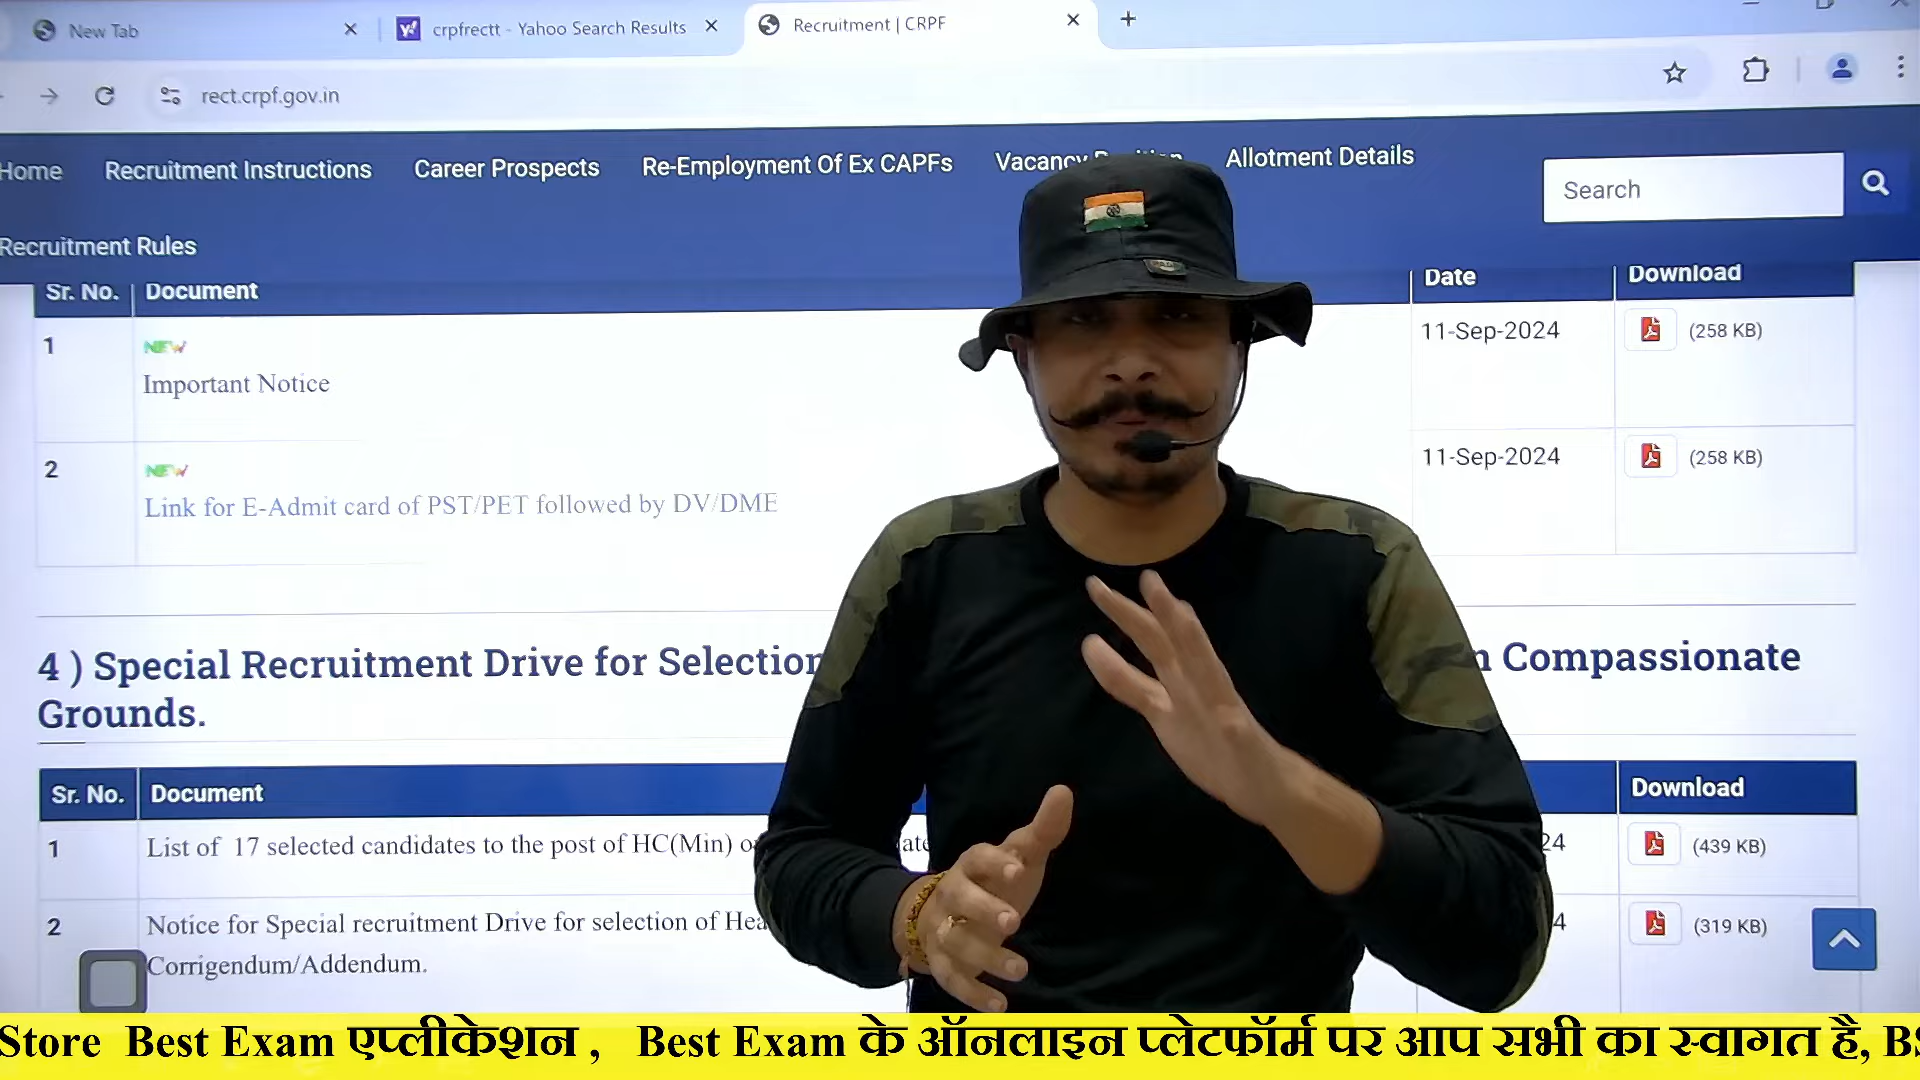 New Tab
crpfrectt - Yahoo Search Results
Recruitment | CRPF
rect.crpf.gov.in
Home Recruitment Instructions Career Prospects Re-Employment Of Ex CAPFs Vacancy Allotment Details
Search
Recruitment Rules
Sr. No. Document Date Download
1 NEW 11-Sep-2024 (258 KB)
Important Notice
2 NEW 11-Sep-2024 (258 KB)
Link for E-Admit card of PST/PET followed by DV/DME
4 ) Special Recruitment Drive for Selection n Compassionate
Grounds.
Sr. No. Document Download
1 List of 17 selected candidates to the post of HC(Min) 24 (439 KB)
2 Notice for Special recruitment Drive for selection of 4 (319 KB)
Corrigendum/Addendum.
Store Best Exam एप्लीकेशन , Best Exam के ऑनलाइन प्लेटफॉर्म पर आप सभी का स्वागत है,